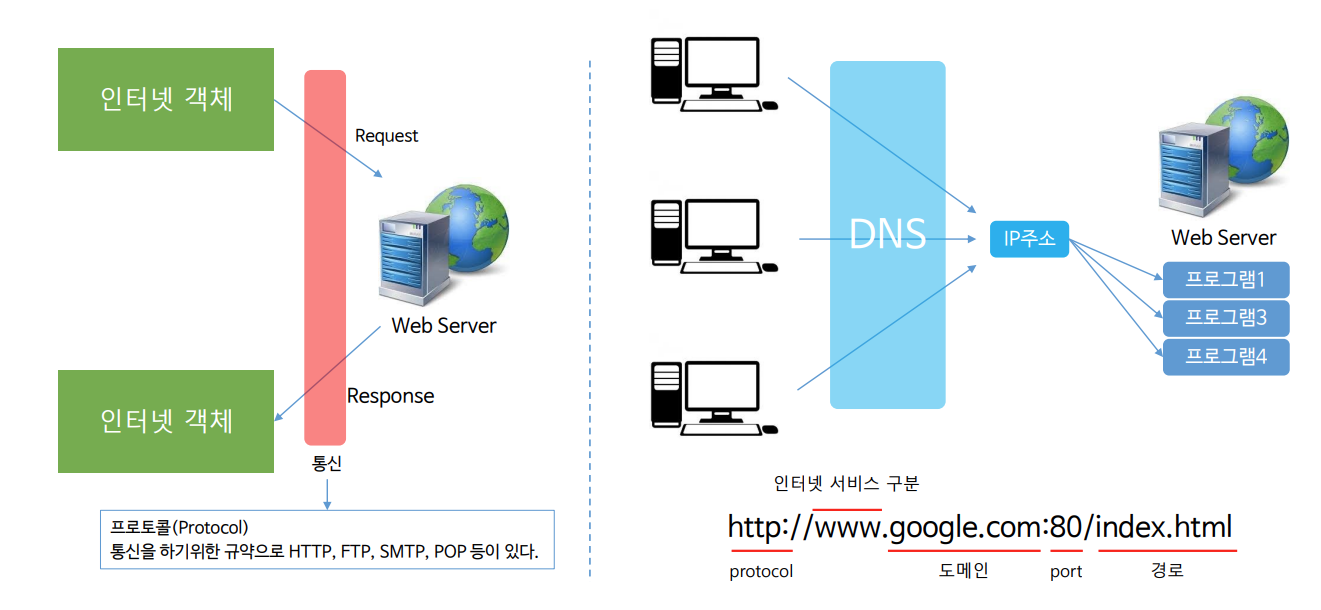 인터넷 객체
Request
Web Server
인터넷 객체
Response
통신
프로토콜(Protocol)
통신을 하기위한 규약으로 HTTP, FTP, SMTP, POP 등이 있다.
DNS
IP주소
Web Server
프로그램1
프로그램3
프로그램4
인터넷 서비스 구분
http://www.google.com:80/index.html
protocol
도메인
port
경로